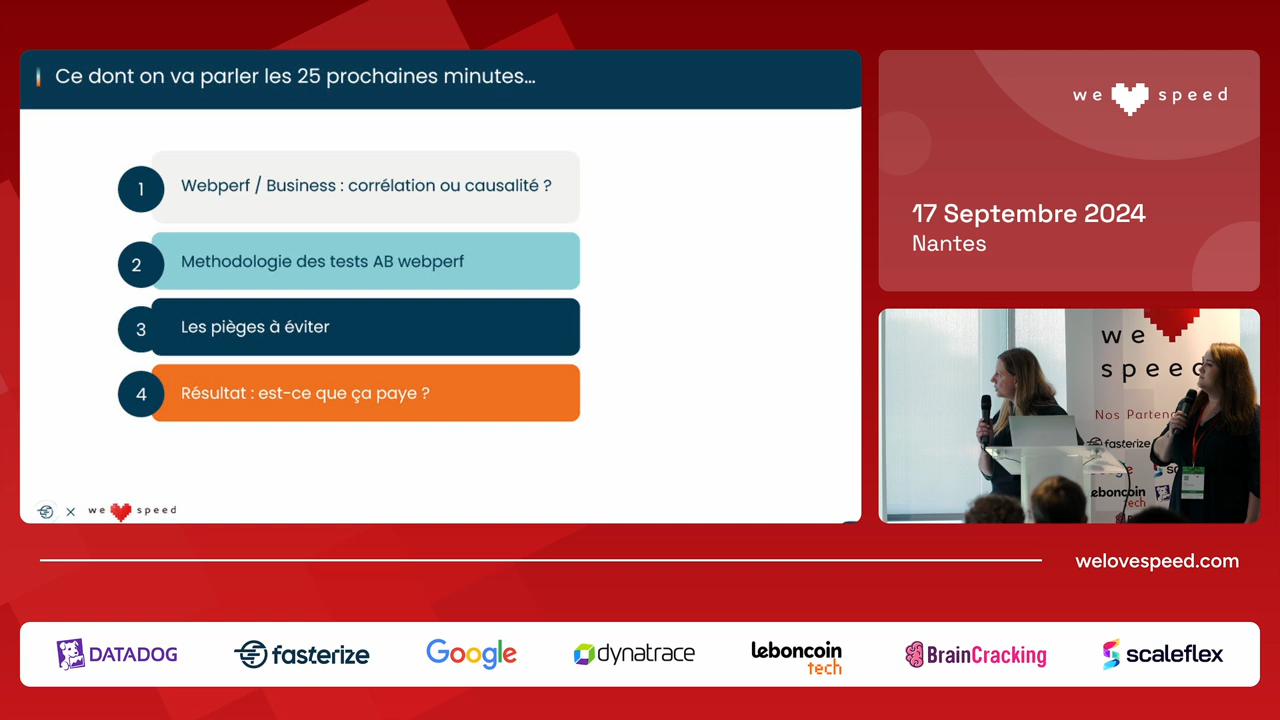 Ce dont on va parler les 25 prochaines minutes...
1
Webperf / Business : corrélation ou causalité ?
2
Methodologie des tests AB webperf
3
Les pièges à éviter
4
Résultat : est-ce que ça paye ?
we speed
we speed
17 Septembre 2024
Nantes
we
speed
Nos Partena
fasterize
leboncoin
tech
welovespeed.com
DATADOG
fasterize
Google
dynatrace
leboncoin
tech
BrainCracking
scaleflex